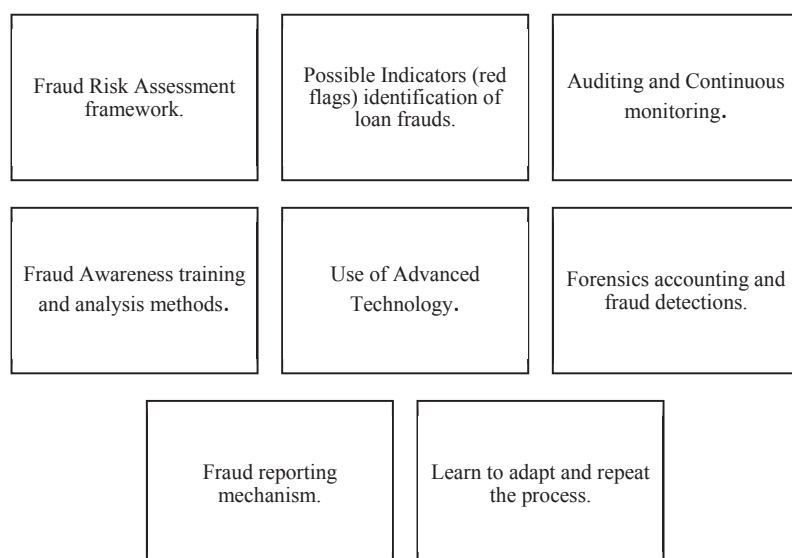 Fraud Risk Assessment
framework.
Possible Indicators (red
flags) identification of
loan frauds.
Auditing and Continuous
monitoring.
Fraud Awareness training
and analysis methods.
Use of Advanced
Technology.
Forensics accounting and
fraud detections.
Fraud reporting
mechanism.
Learn to adapt and repeat
the process.